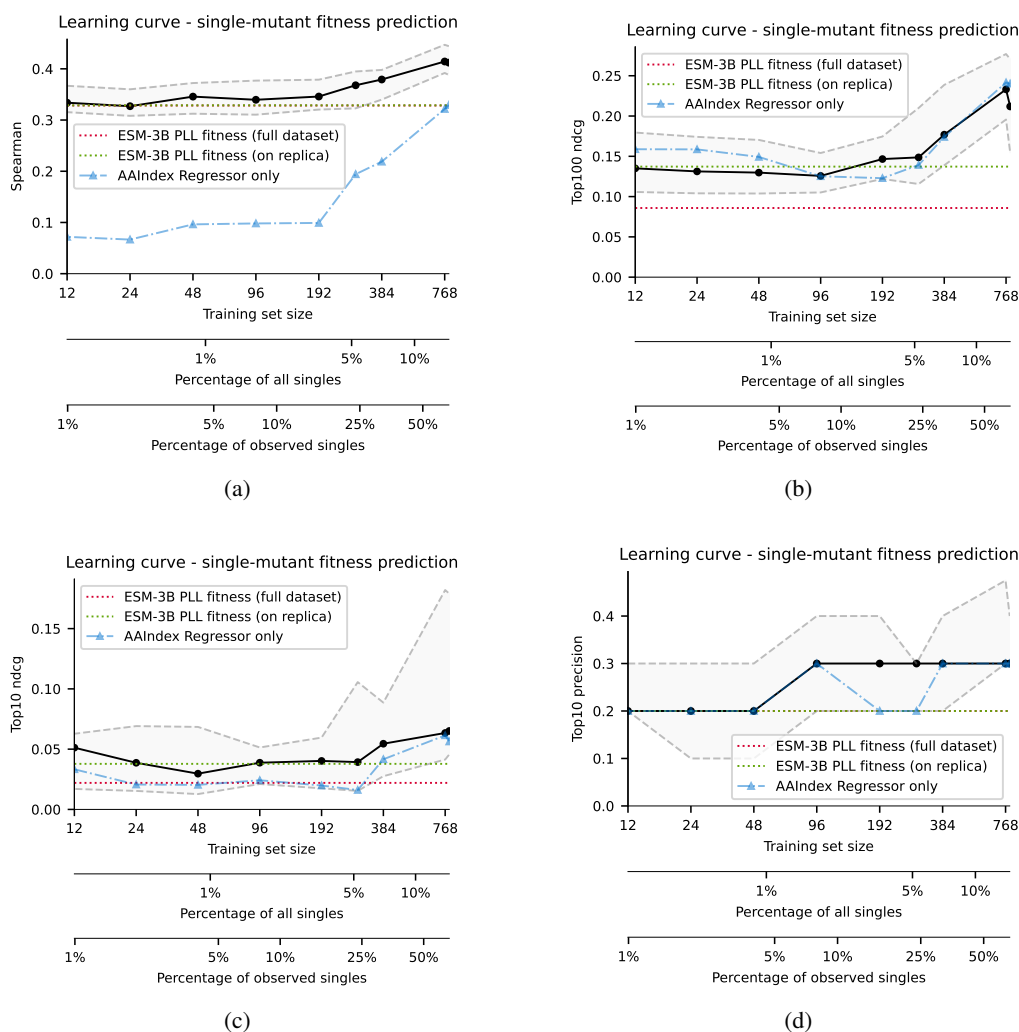 Learning curve - single-mutant fitness prediction
Spearman
0.4
0.3
0.2
0.1
0.0
ESM-3B PLL fitness (full dataset)
ESM-3B PLL fitness (on replica)
AAIndex Regressor only
12 24 48 96 192 384 768
Training set size
1% 5% 10%
Percentage of all singles
1% 5% 10% 25% 50%
Percentage of observed singles
(a)
Learning curve - single-mutant fitness prediction
Top100 ndcg
0.25
0.20
0.15
0.10
0.05
0.00
ESM-3B PLL fitness (full dataset)
ESM-3B PLL fitness (on replica)
AAIndex Regressor only
12 24 48 96 192 384 768
Training set size
1% 5% 10%
Percentage of all singles
1% 5% 10% 25% 50%
Percentage of observed singles
(b)
Learning curve - single-mutant fitness prediction
Top10 ndcg
0.15
0.10
0.05
0.00
ESM-3B PLL fitness (full dataset)
ESM-3B PLL fitness (on replica)
AAIndex Regressor only
12 24 48 96 192 384 768
Training set size
1% 5% 10%
Percentage of all singles
1% 5% 10% 25% 50%
Percentage of observed singles
(c)
Learning curve - single-mutant fitness prediction
Top10 precision
0.4
0.3
0.2
0.1
0.0
ESM-3B PLL fitness (full dataset)
ESM-3B PLL fitness (on replica)
AAIndex Regressor only
12 24 48 96 192 384 768
Training set size
1% 5% 10%
Percentage of all singles
1% 5% 10% 25% 50%
Percentage of observed singles
(d)